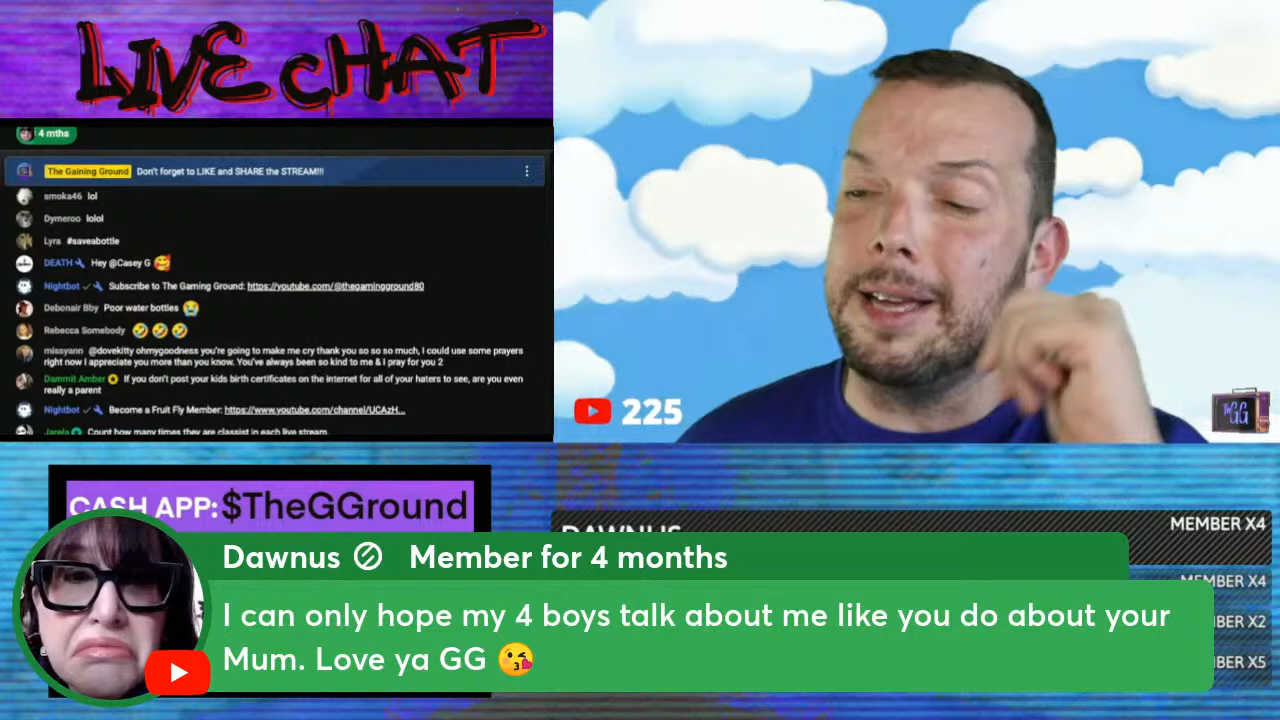 LIVE CHAT
4 mths
The Gaining Ground Don't forget to LIKE and SHARE the STREAM!!!
smoka46 lol
Dymeroo lolol
Lyra #saveabottle
DEATH Hey @Casey G 🥰
Nightbot ✓ Subscribe to The Gaming Ground: https://youtube.com/@thegamingground80
Debonair Bby Poor water bottles 😭
Rebecca Somebody 🤣🤣🤣
missyann @dovekitty ohmygoodness you're going to make me cry thank you so so so much, I could use some prayers
right now I appreciate you more than you know. You've always been so kind to me & I pray for you 2
Dammit Amber If you don't post your kids birth certificates on the internet for all of your haters to see, are you even
really a parent
Nightbot ✓ Become a Fruit Fly Member: https://www.youtube.com/channel/UCAzH...
Jarela Count how many times they are classist in each live stream.
225
The GG
CASH APP: $TheGGround
DAWNUS
MEMBER X4
MEMBER X4
BER X2
BER X5
Dawnus Member for 4 months
I can only hope my 4 boys talk about me like you do about your
Mum. Love ya GG 😘